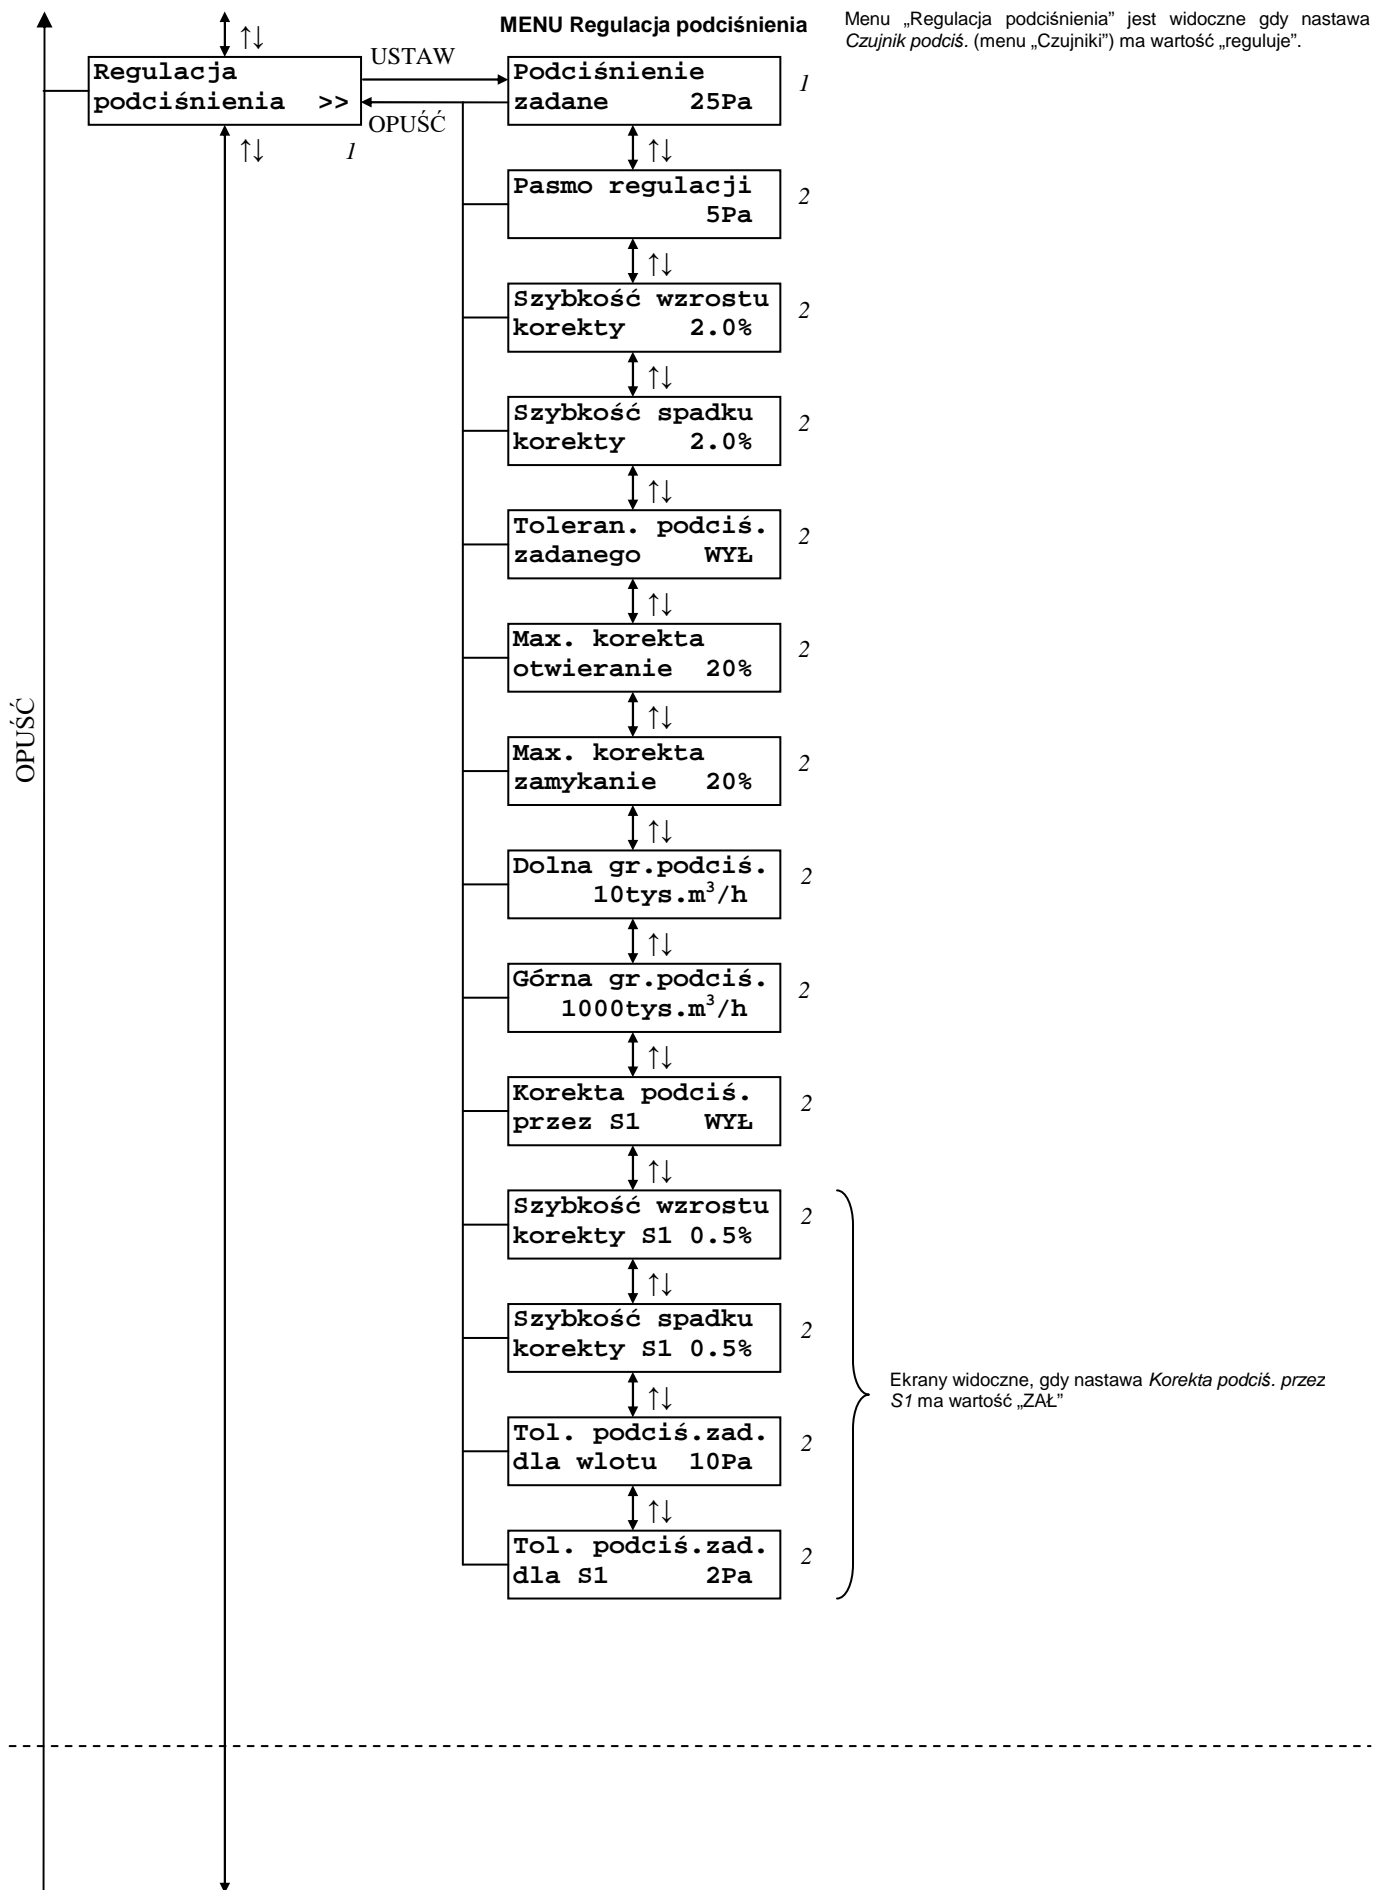 MENU Regulacja podciśnienia
Menu „Regulacja podciśnienia” jest widoczne gdy nastawa
Czujnik podciś. (menu „Czujniki”) ma wartość „reguluje”.
↑↓
Regulacja
podciśnienia >>
USTAW
OPUŚĆ
↑↓
1
Podciśnienie
zadane 25Pa
1
↑↓
Pasmo regulacji
5Pa
2
↑↓
Szybkość wzrostu
korekty 2.0%
2
↑↓
Szybkość spadku
korekty 2.0%
2
↑↓
Toleran. podciś.
zadanego WYŁ
2
↑↓
Max. korekta
otwieranie 20%
2
↑↓
OPUŚĆ
Max. korekta
zamykanie 20%
2
↑↓
Dolna gr.podciś.
10tys.m³/h
2
↑↓
Górna gr.podciś.
1000tys.m³/h
2
↑↓
Korekta podciś.
przez S1 WYŁ
2
↑↓
Szybkość wzrostu
korekty S1 0.5%
2
↑↓
Szybkość spadku
korekty S1 0.5%
2
↑↓
Ekrany widoczne, gdy nastawa Korekta podciś. przez
S1 ma wartość „ZAŁ”
Tol. podciś.zad.
dla wlotu 10Pa
2
↑↓
Tol. podciś.zad.
dla S1 2Pa
2